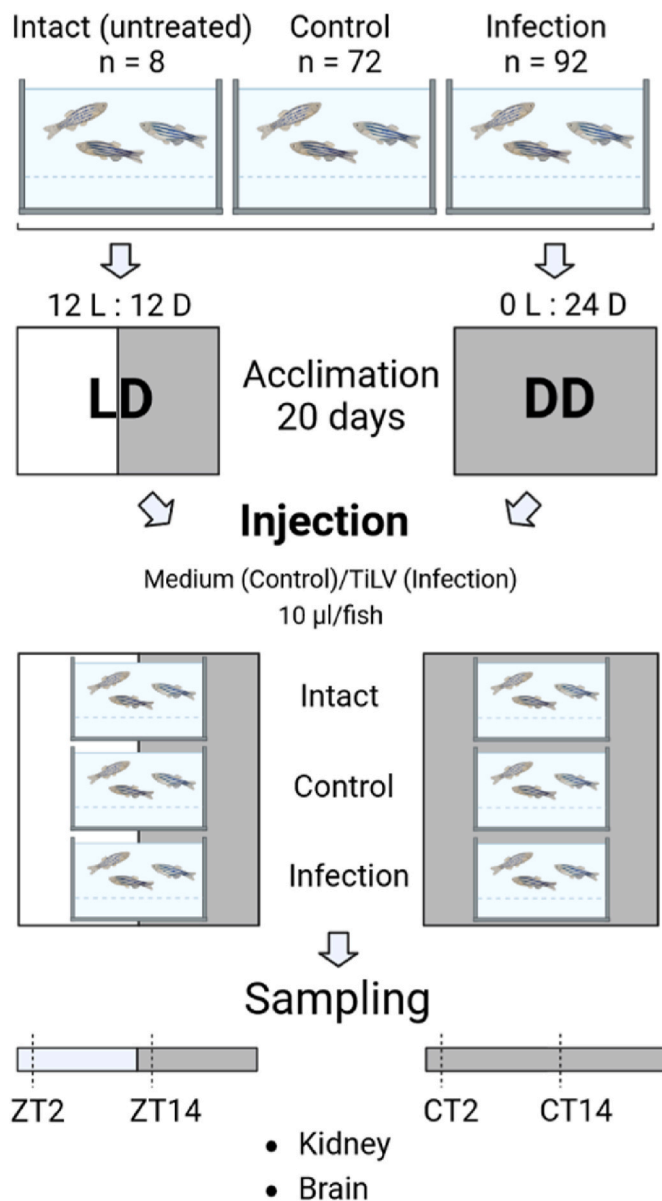 Intact (untreated) Control Infection
n = 8 n = 72 n = 92
12 L : 12 D 0 L : 24 D
LD Acclimation DD
20 days
Injection
Medium (Control)/TiLV (Infection)
10 µl/fish
Intact
Control
Infection
Sampling
ZT2 ZT14 CT2 CT14
• Kidney
• Brain